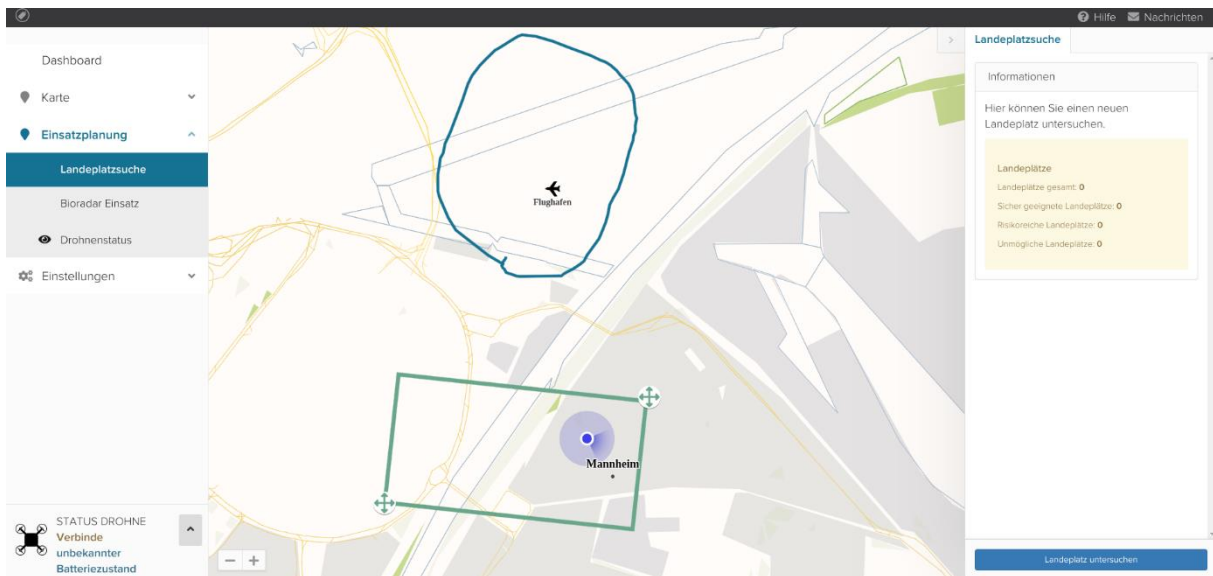 Hilfe
Nachrichten
Dashboard
Karte
Einsatzplanung
Landeplatzsuche
Bioradar Einsatz
Drohnenstatus
Einstellungen
STATUS DROHNE
Verbinde
unbekannter
Batteriezustand
Flughafen
Mannheim
Landeplatzsuche
Informationen
Hier können Sie einen neuen
Landeplatz untersuchen.
Landeplätze
Landeplätze gesamt: 0
Sicher geeignete Landeplätze: 0
Risikoreiche Landeplätze: 0
Unmögliche Landeplätze: 0
Landeplatz untersuchen